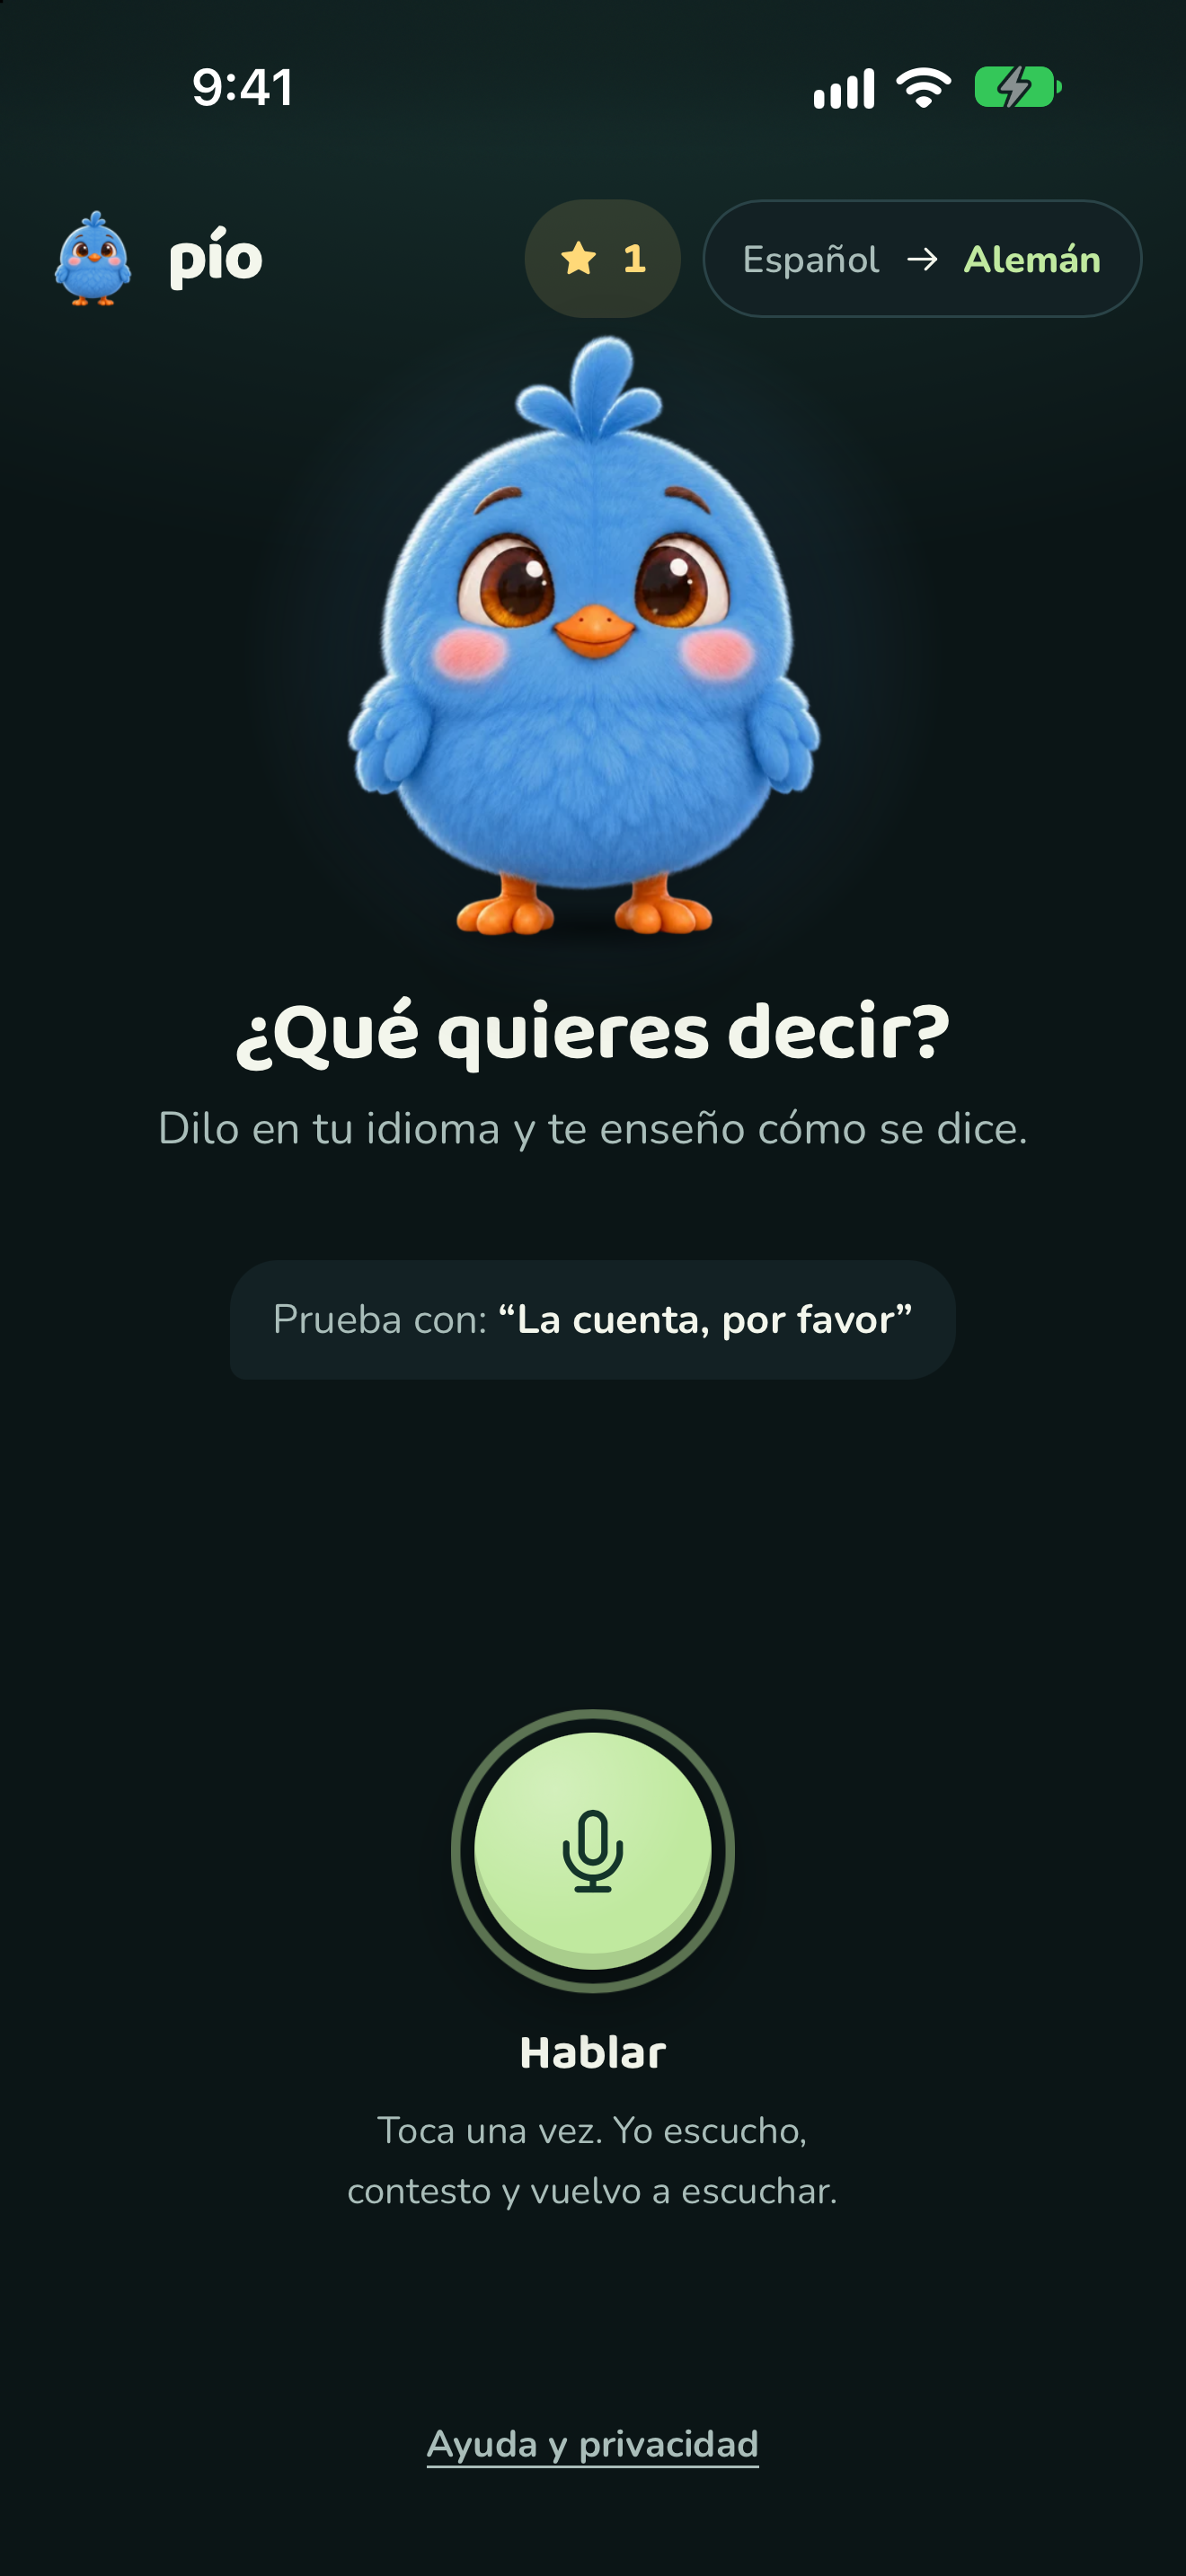 9:41
pío
1
Español → Alemán
¿Qué quieres decir?
Dilo en tu idioma y te enseño cómo se dice.
Prueba con: “La cuenta, por favor”
Hablar
Toca una vez. Yo escucho,
contesto y vuelvo a escuchar.
Ayuda y privacidad